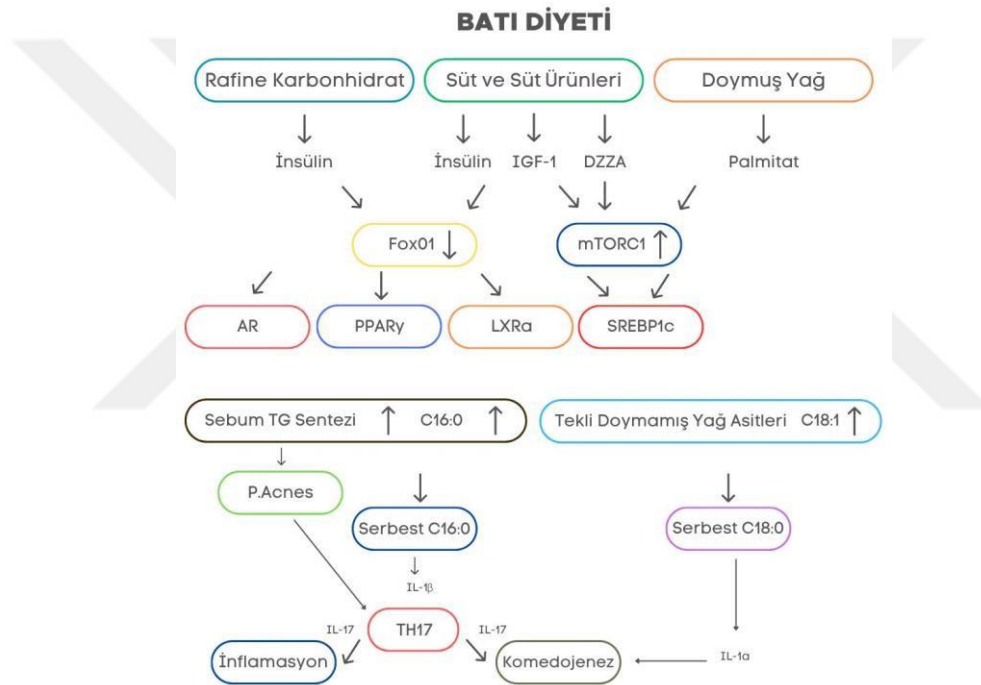 BATI DİYETİ
Rafine Karbonhidrat Süt ve Süt Ürünleri Doymuş Yağ
İnsülin İnsülin IGF-1 DZZA Palmitat
Fox01 mTORC1
AR PPARy LXRa SREBP1c
Sebum TG Sentezi C16:0 Tekli Doymamış Yağ Asitleri C18:1
P.Acnes
Serbest C16:0 Serbest C18:0
IL-1β
IL-17 TH17 IL-17
İnflamasyon Komedojenez IL-1α